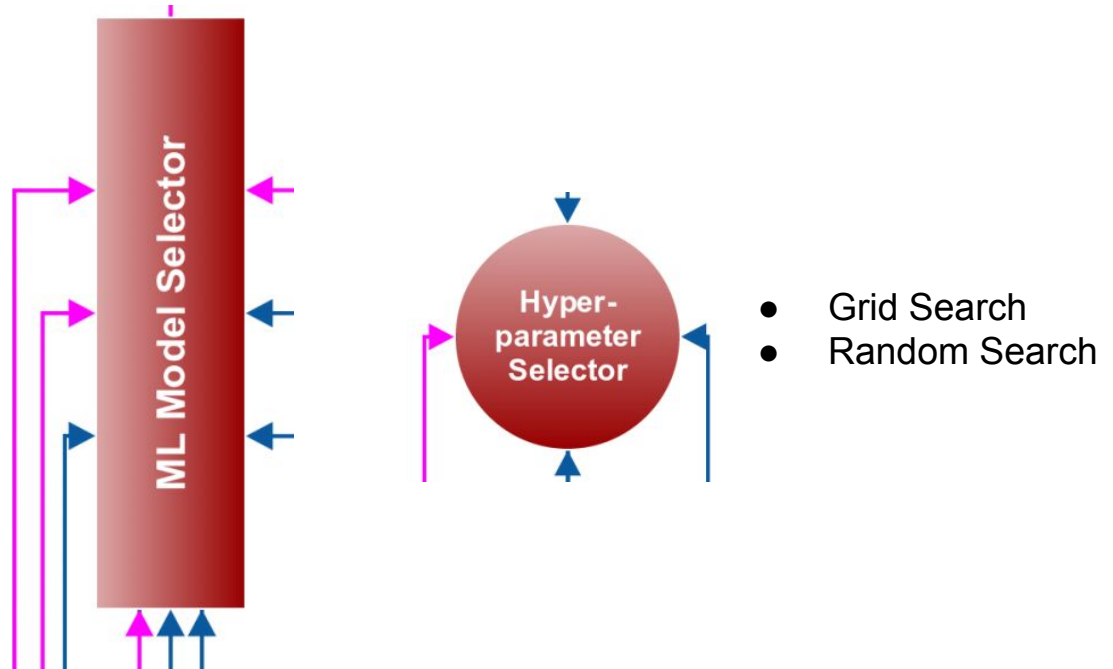 ML Model Selector
Hyper-
parameter
Selector
● Grid Search
● Random Search